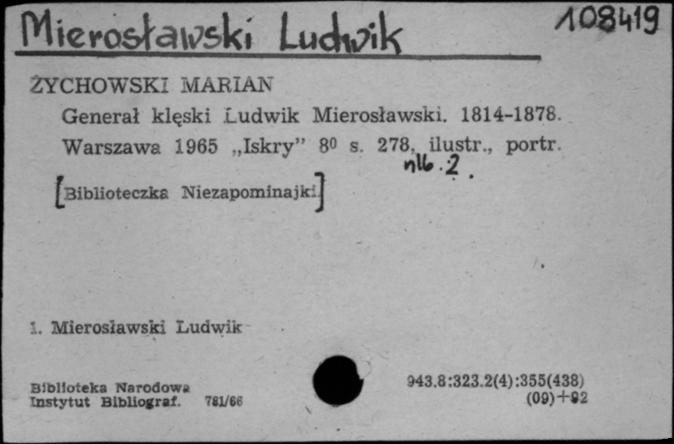 Mierosławski Ludwik 108419
ŻYCHOWSKI MARIAN
Generał klęski Ludwik Mierosławski. 1814-1878.
Warszawa 1965 „Iskry” 8⁰ s. 278, ilustr., portr.
nlb. 2.
[Biblioteczka Niezapominajki]
1. Mierosławski Ludwik
Biblioteka Narodowa 943.8:323.2(4):355(438)
Instytut Bibliograf. 781/66 (09)+92